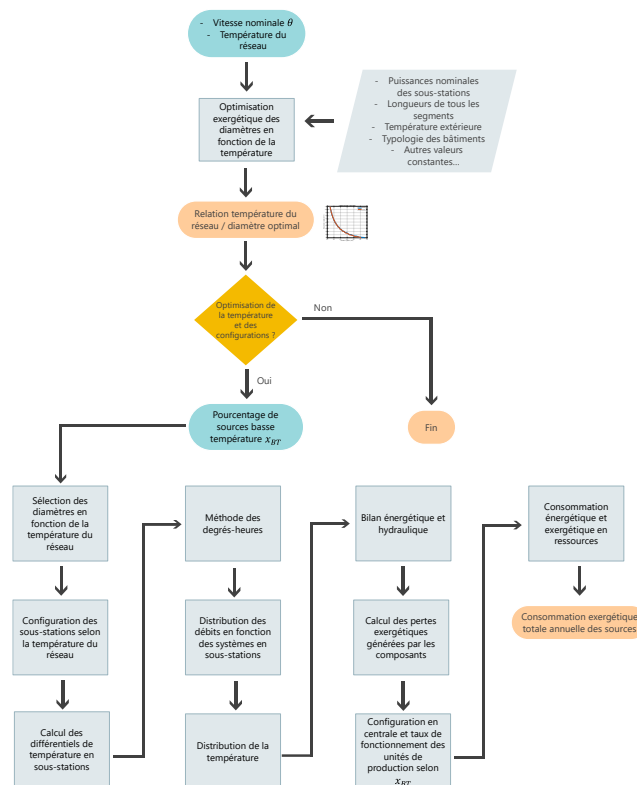 - Vitesse nominale θ
- Température du
réseau
- Puissances nominales
des sous-stations
- Longueurs de tous les
segments
- Température extérieure
- Typologie des bâtiments
- Autres valeurs
constantes...
Optimisation
exergétique des
diamètres en
fonction de la
température
Relation température du
réseau / diamètre optimal
Optimisation de
la température
et des
configurations ?
Non
Oui
Pourcentage de
sources basse
température x_BT
Fin
Sélection des
diamètres en
fonction de la
température du
réseau
Configuration des
sous-stations selon
la température du
réseau
Calcul des
différentiels de
température en
sous-stations
Méthode des
degrés-heures
Distribution des
débits en fonction
des systèmes en
sous-stations
Distribution de la
température
Bilan énergétique et
hydraulique
Calcul des pertes
exergétiques
générées par les
composants
Configuration en
centrale et taux de
fonctionnement des
unités de
production selon
x_BT
Consommation
énergétique et
exergétique en
ressources
Consommation exergétique
totale annuelle des sources